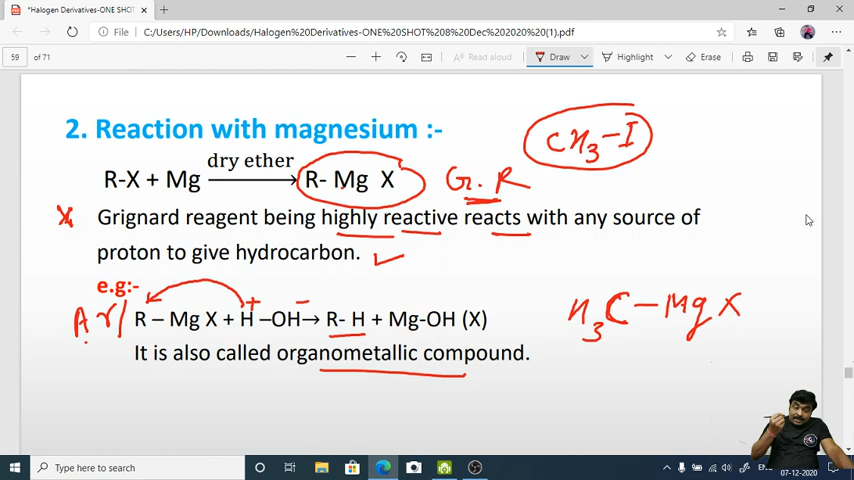 *Halogen Derivatives-ONE SHOT
File C:/Users/HP/Downloads/Halogen%20Derivatives-ONE%20SHOT%208%20Dec%202020%20(1).pdf
59 of 71
Read aloud
Draw
Highlight
Erase
2. Reaction with magnesium :-
CH3-I
dry ether
R-X + Mg ⟶ R- Mg X G.R
Grignard reagent being highly reactive reacts with any source of
proton to give hydrocarbon. ✓
e.g:-
+ −
R – Mg X + H –OH→ R- H + Mg-OH (X)
H3C-MgX
It is also called organometallic compound.
Type here to search
07-12-2020